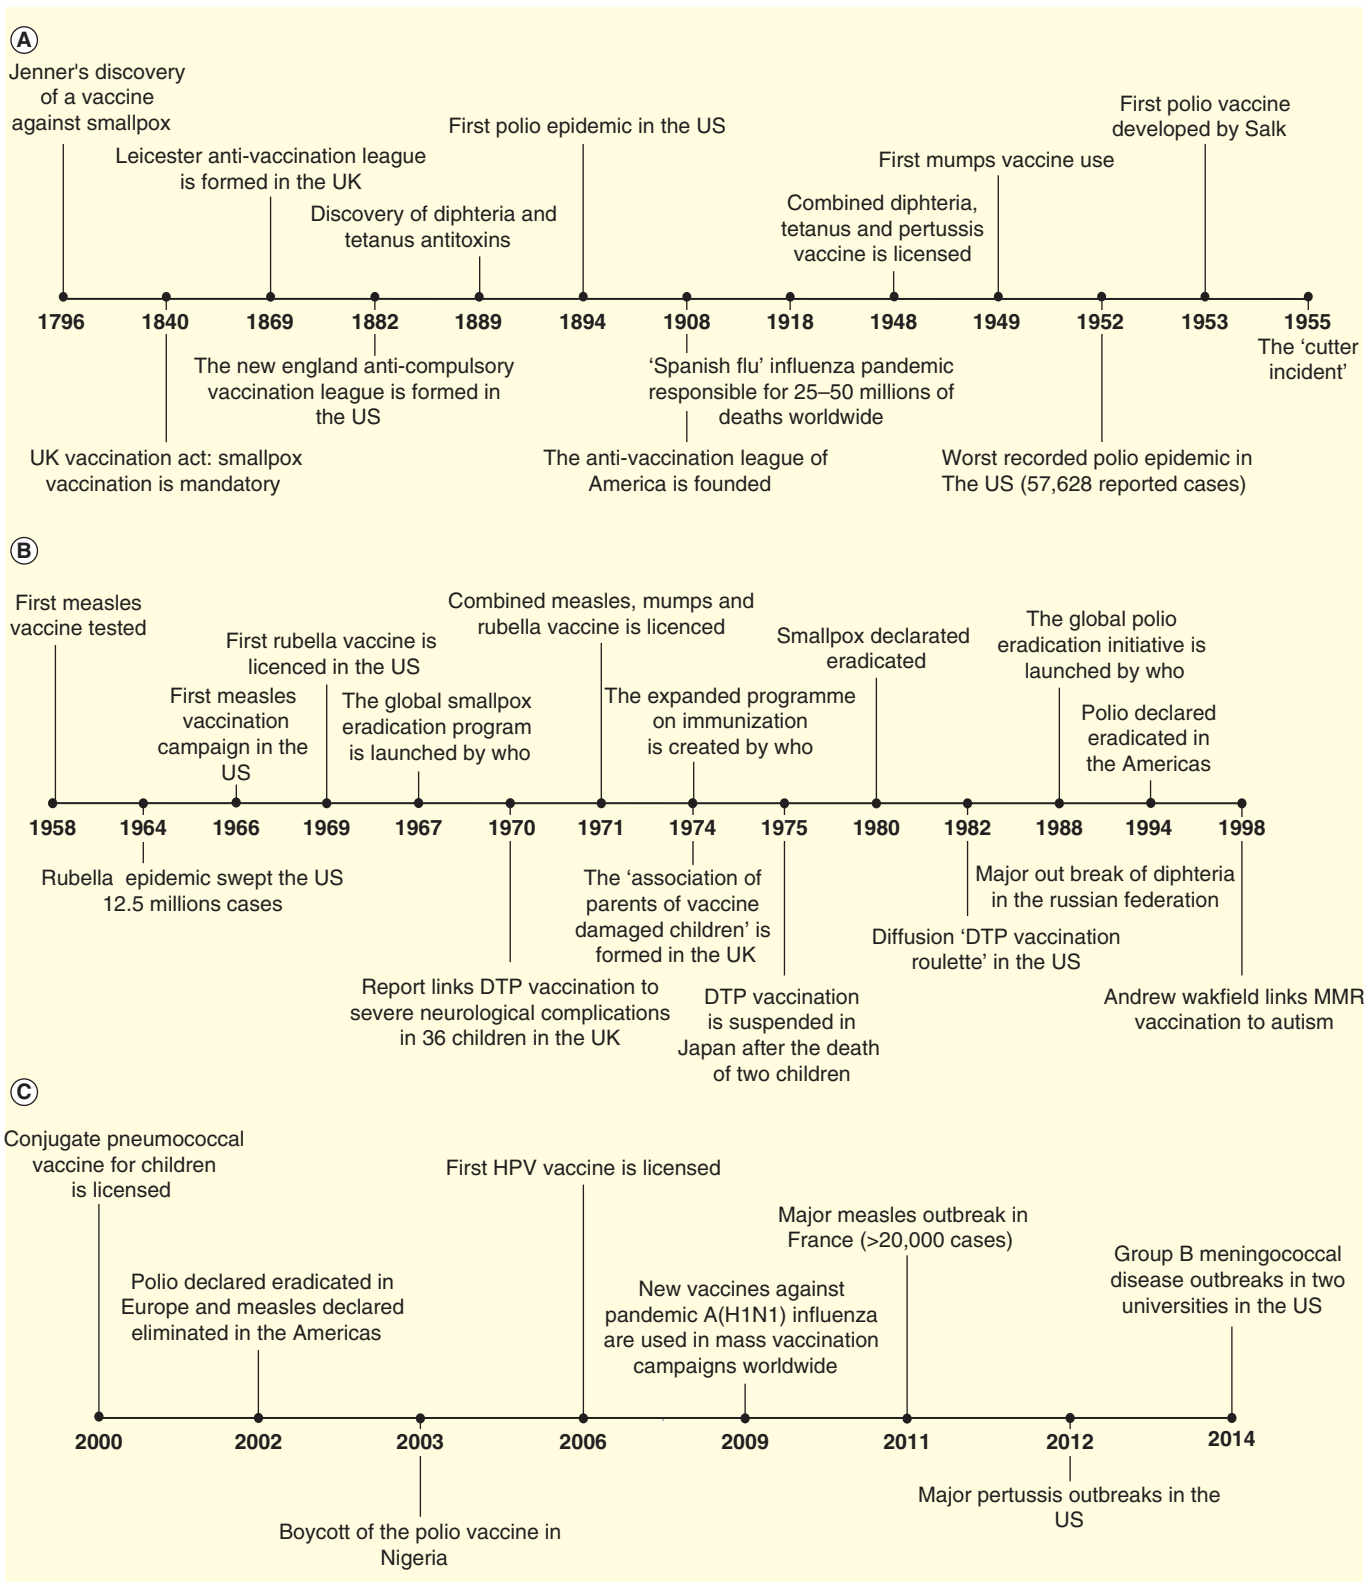 A
Jenner's discovery
of a vaccine
against smallpox
Leicester anti-vaccination league
is formed in the UK
Discovery of diphteria and
tetanus antitoxins
First polio epidemic in the US
Combined diphteria,
tetanus and pertussis
vaccine is licensed
First mumps vaccine use
First polio vaccine
developed by Salk
1796 1840 1869 1882 1889 1894 1908 1918 1948 1949 1952 1953 1955
UK vaccination act: smallpox
vaccination is mandatory
The new england anti-compulsory
vaccination league is formed in
the US
‘Spanish flu’ influenza pandemic
responsible for 25–50 millions of
deaths worldwide
The anti-vaccination league of
America is founded
Worst recorded polio epidemic in
The US (57,628 reported cases)
The ‘cutter
incident’
B
First measles
vaccine tested
First measles
vaccination
campaign in the
US
First rubella vaccine is
licenced in the US
The global smallpox
eradication program
is launched by who
Combined measles, mumps and
rubella vaccine is licenced
The expanded programme
on immunization
is created by who
Smallpox declarated
eradicated
The global polio
eradication initiative is
launched by who
Polio declared
eradicated in
the Americas
1958 1964 1966 1969 1967 1970 1971 1974 1975 1980 1982 1988 1994 1998
Rubella epidemic swept the US
12.5 millions cases
Report links DTP vaccination to
severe neurological complications
in 36 children in the UK
The ‘association of
parents of vaccine
damaged children’ is
formed in the UK
DTP vaccination
is suspended in
Japan after the death
of two children
Diffusion ‘DTP vaccination
roulette’ in the US
Major out break of diphteria
in the russian federation
Andrew wakfield links MMR
vaccination to autism
C
Conjugate pneumococcal
vaccine for children
is licensed
Polio declared eradicated in
Europe and measles declared
eliminated in the Americas
First HPV vaccine is licensed
New vaccines against
pandemic A(H1N1) influenza
are used in mass vaccination
campaigns worldwide
Major measles outbreak in
France (>20,000 cases)
Group B meningococcal
disease outbreaks in two
universities in the US
2000 2002 2003 2006 2009 2011 2012 2014
Boycott of the polio vaccine in
Nigeria
Major pertussis outbreaks in the
US